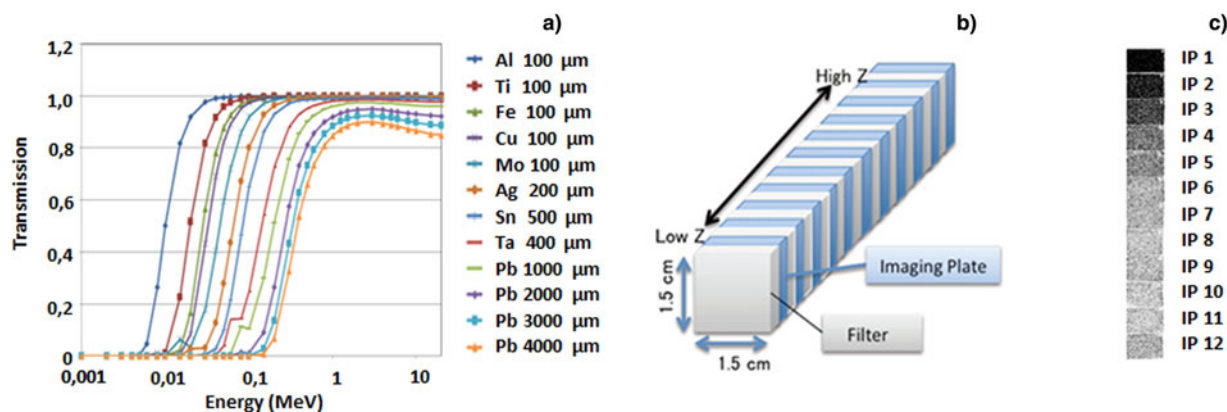 a)
1,2
1,0
0,8
0,6
0,4
0,2
0
Transmission
0,001
0,01
0,1
1
10
Energy (MeV)
Al 100 µm
Ti 100 µm
Fe 100 µm
Cu 100 µm
Mo 100 µm
Ag 200 µm
Sn 500 µm
Ta 400 µm
Pb 1000 µm
Pb 2000 µm
Pb 3000 µm
Pb 4000 µm
b)
High Z
Low Z
1.5 cm
1.5 cm
Imaging Plate
Filter
c)
IP 1
IP 2
IP 3
IP 4
IP 5
IP 6
IP 7
IP 8
IP 9
IP 10
IP 11
IP 12